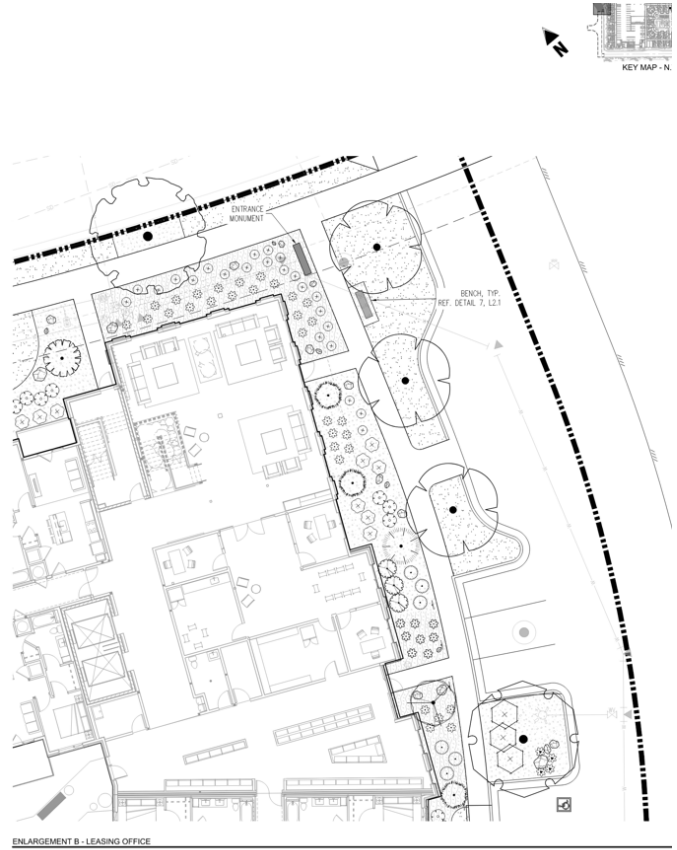 N
KEY MAP - N.
ENTRANCE
MONUMENT
BENCH, TYP.
REF. DETAIL 7, L2.1
ENLARGEMENT B - LEASING OFFICE